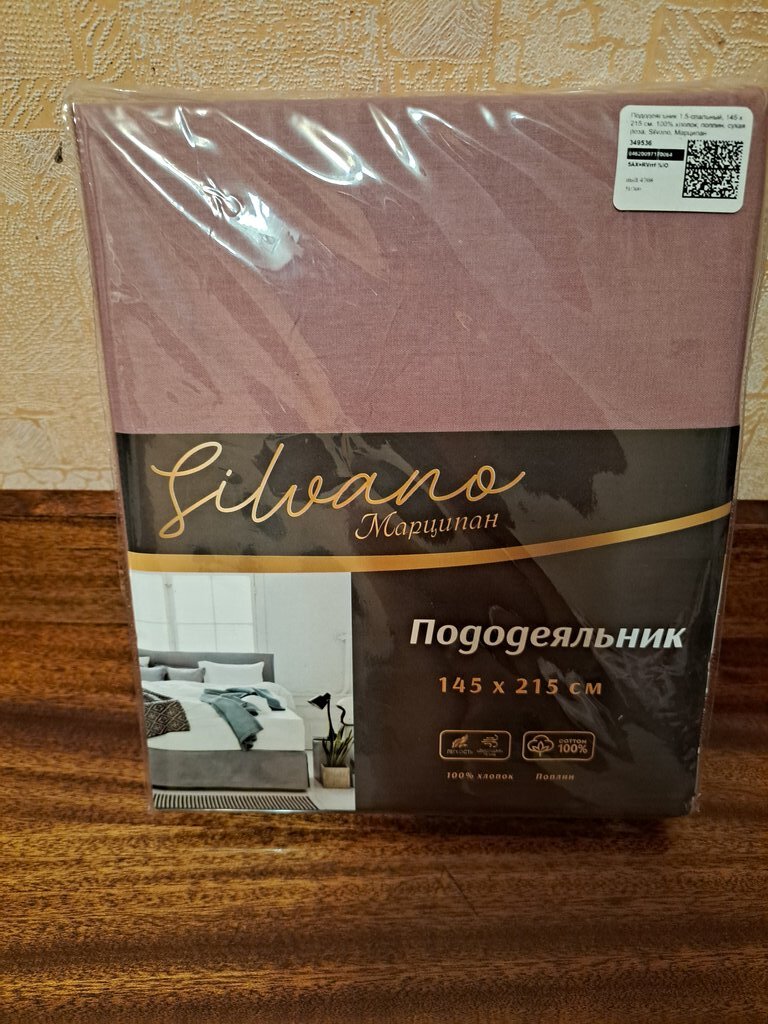 Пододеяльник 1.5-спальный, 145 х
215 см, 100% хлопок, поплин, сухая
роза, Silvano, Марципан
349536
Silvano
Марципан
Пододеяльник
145 х 215 см
ЛЕГКОСТЬ
COTTON
100%
100% хлопок
Поплин